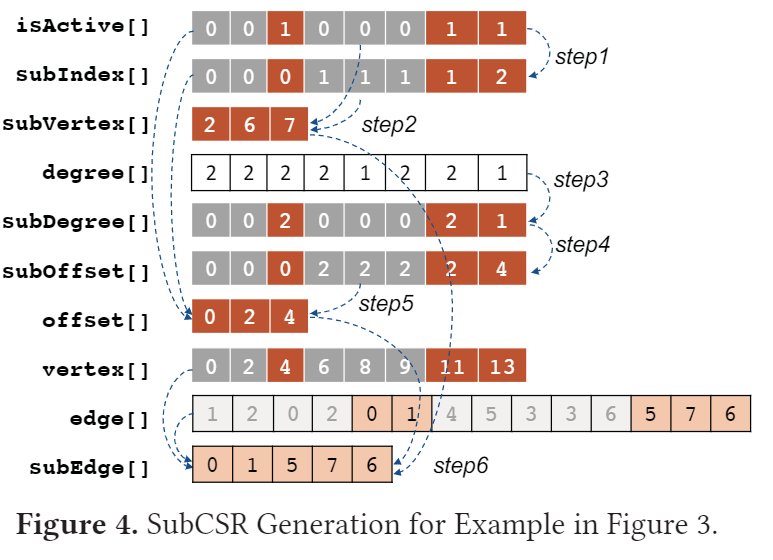 isActive[] 0 0 1 0 0 0 1 1
step1
subIndex[] 0 0 0 1 1 1 1 2
subVertex[] 2 6 7 step2
degree[] 2 2 2 2 1 2 2 1
step3
subDegree[] 0 0 2 0 0 0 2 1
step4
subOffset[] 0 0 0 2 2 2 2 4
step5
offset[] 0 2 4
vertex[] 0 2 4 6 8 9 11 13
edge[] 1 2 0 2 0 1 4 5 3 3 6 5 7 6
subEdge[] 0 1 5 7 6 step6
Figure 4. SubCSR Generation for Example in Figure 3.